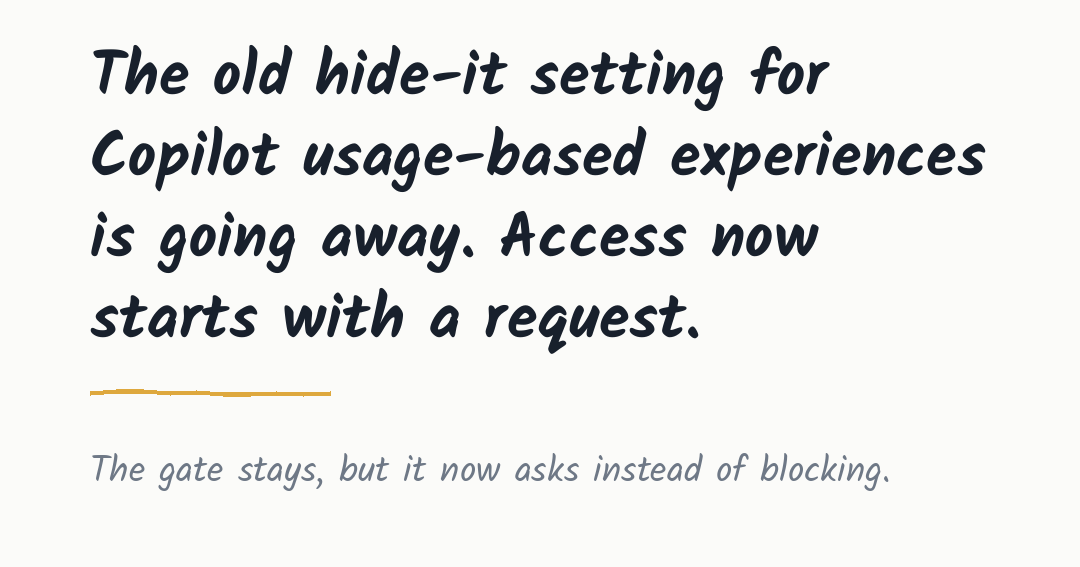 The old hide-it setting for
Copilot usage-based experiences
is going away. Access now
starts with a request.
The gate stays, but it now asks instead of blocking.